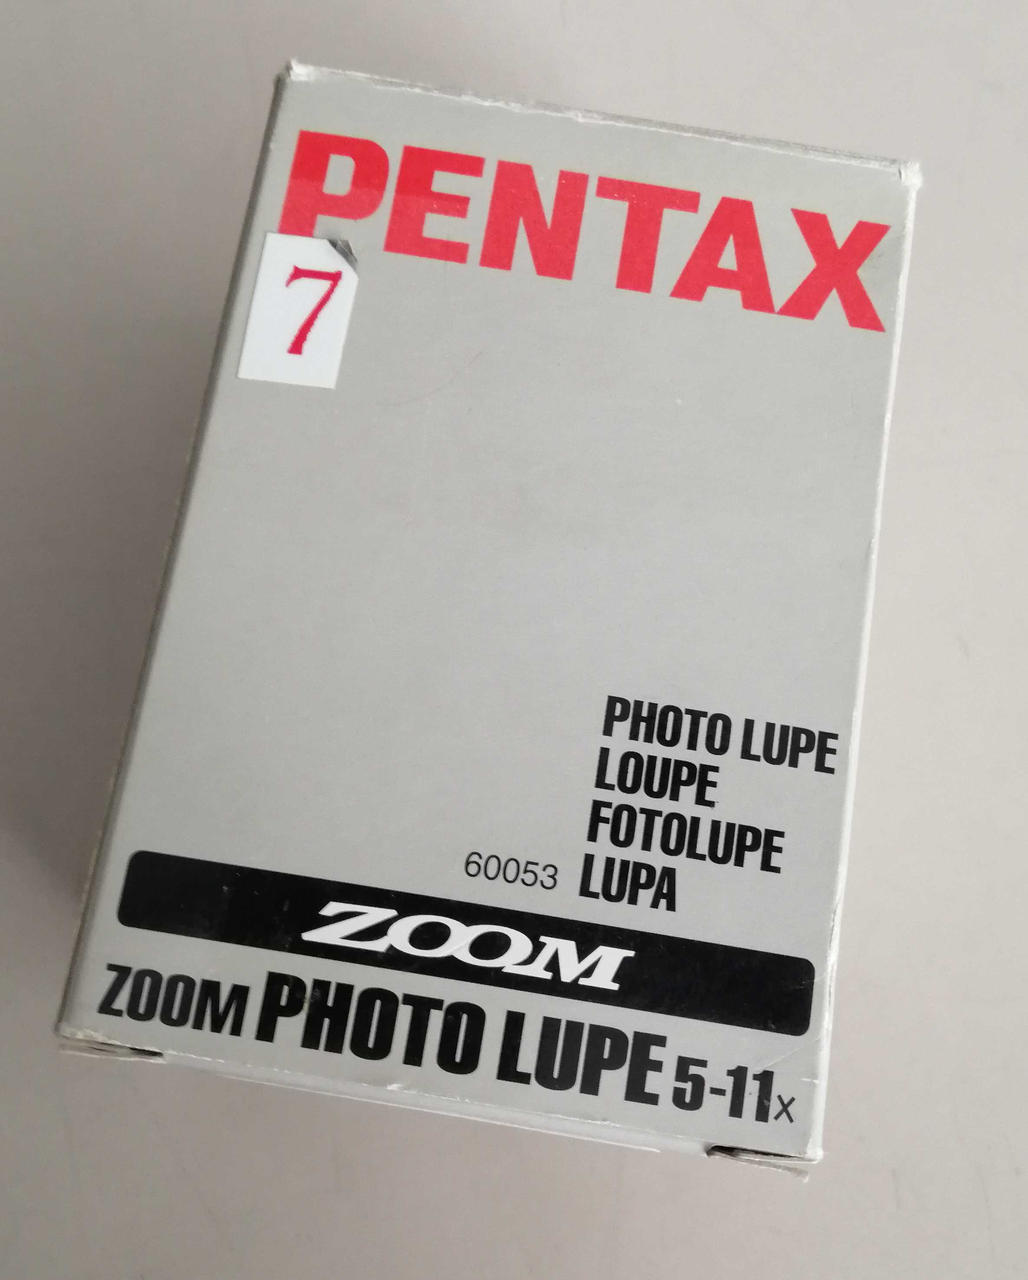 PENTAX
7
PHOTO LUPE
LOUPE
FOTOLUPE
60053 LUPA
ZOOM
ZOOM PHOTO LUPE 5-11x